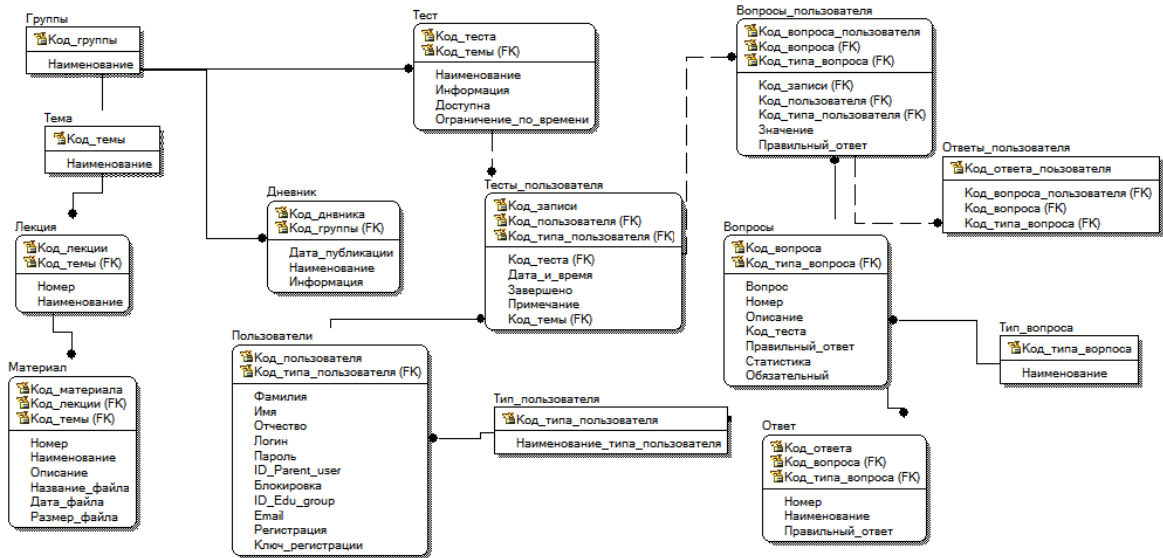 Группы
Код_группы
Наименование
Тема
Код_темы
Наименование
Лекция
Код_лекции
Код_темы (FK)
Номер
Наименование
Материал
Код_материала
Код_лекции (FK)
Код_темы (FK)
Номер
Наименование
Описание
Название_файла
Дата_файла
Размер_файла
Дневник
Код_днвника
Код_группы (FK)
Дата_публикации
Наименование
Информация
Пользователи
Код_пользователя
Код_типа_пользователя (FK)
Фамилия
Имя
Отчество
Логин
Пароль
ID_Parent_user
Блокировка
ID_Edu_group
Email
Регистрация
Ключ_регистрации
Тест
Код_теста
Код_темы (FK)
Наименование
Информация
Доступна
Ограничение_по_времени
Тесты_пользователя
Код_записи
Код_пользователя (FK)
Код_типа_пользователя (FK)
Код_теста (FK)
Дата_и_время
Завершено
Примечание
Код_темы (FK)
Тип_пользователя
Код_типа_пользователя
Наименование_типа_пользователя
Вопросы_пользователя
Код_вопроса_пользователя
Код_вопроса (FK)
Код_типа_вопроса (FK)
Код_записи (FK)
Код_пользователя (FK)
Код_типа_пользователя (FK)
Значение
Правильный_ответ
Вопросы
Код_вопроса
Код_типа_вопроса (FK)
Вопрос
Номер
Описание
Код_теста
Правильный_ответ
Статистика
Обязательный
Ответ
Код_ответа
Код_вопроса (FK)
Код_типа_вопроса (FK)
Номер
Наименование
Правильный_ответ
Ответы_пользователя
Код_ответа_поьзователя
Код_вопроса_пользователя (FK)
Код_вопроса (FK)
Код_типа_вопроса (FK)
Тип_вопроса
Код_типа_ворпоса
Наименование